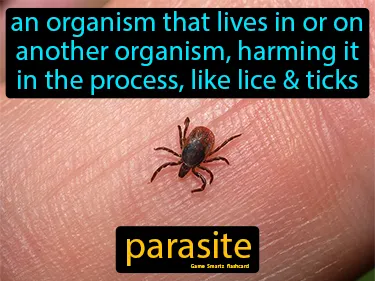 an organism that lives in or on
another organism, harming it
in the process, like lice & ticks
parasite
Game Smartz flashcard